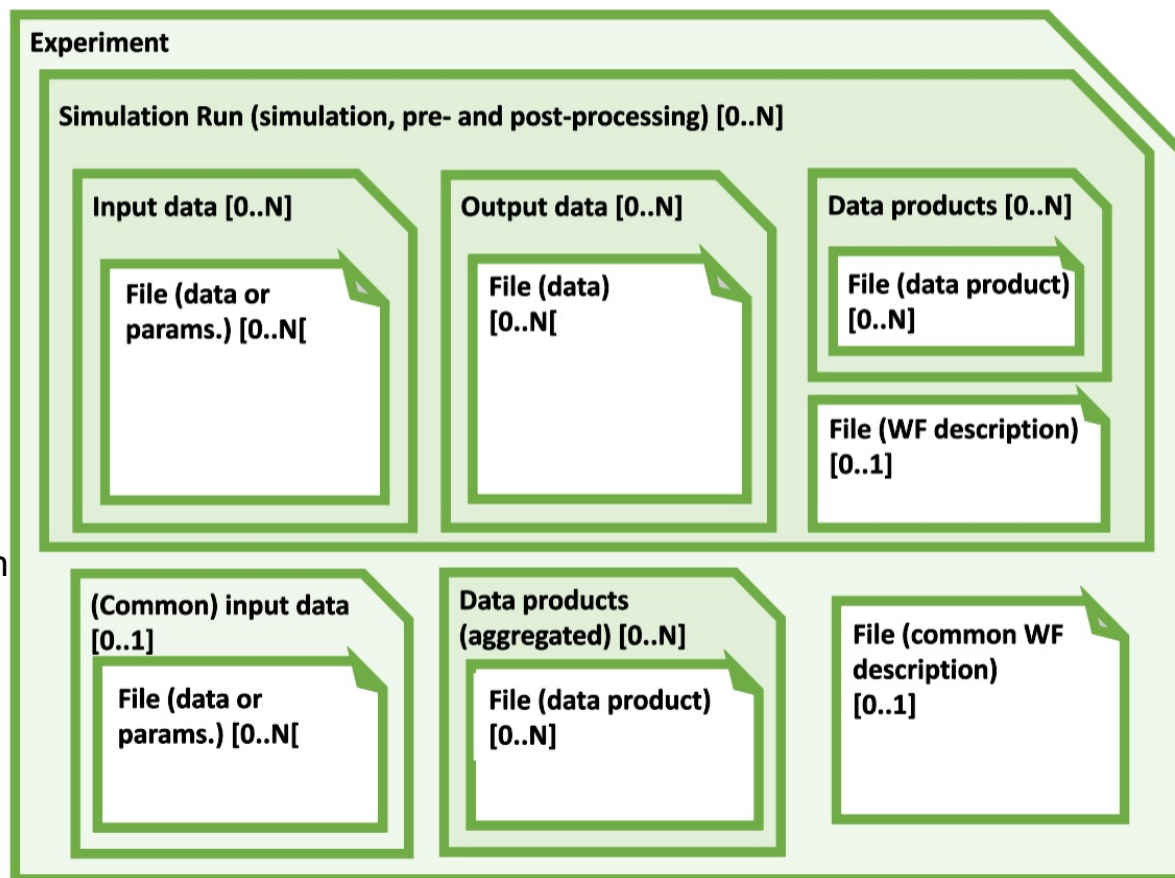 Experiment
Simulation Run (simulation, pre- and post-processing) [0..N]
Input data [0..N]
File (data or
params.) [0..N[
Output data [0..N]
File (data)
[0..N[
Data products [0..N]
File (data product)
[0..N]
File (WF description)
[0..1]
n
(Common) input data
[0..1]
File (data or
params.) [0..N[
Data products
(aggregated) [0..N]
File (data product)
[0..N]
File (common WF
description)
[0..1]